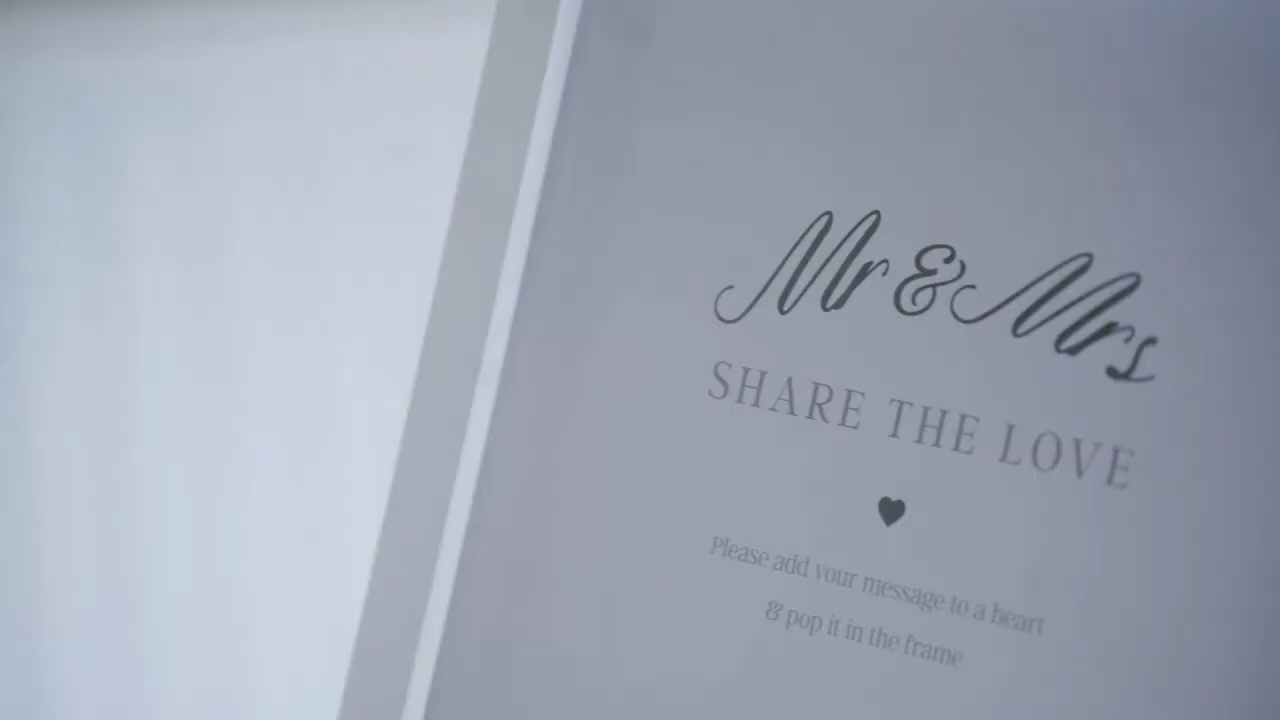 Mr & Mrs
SHARE THE LOVE
Please add your message to a heart
& pop it in the frame